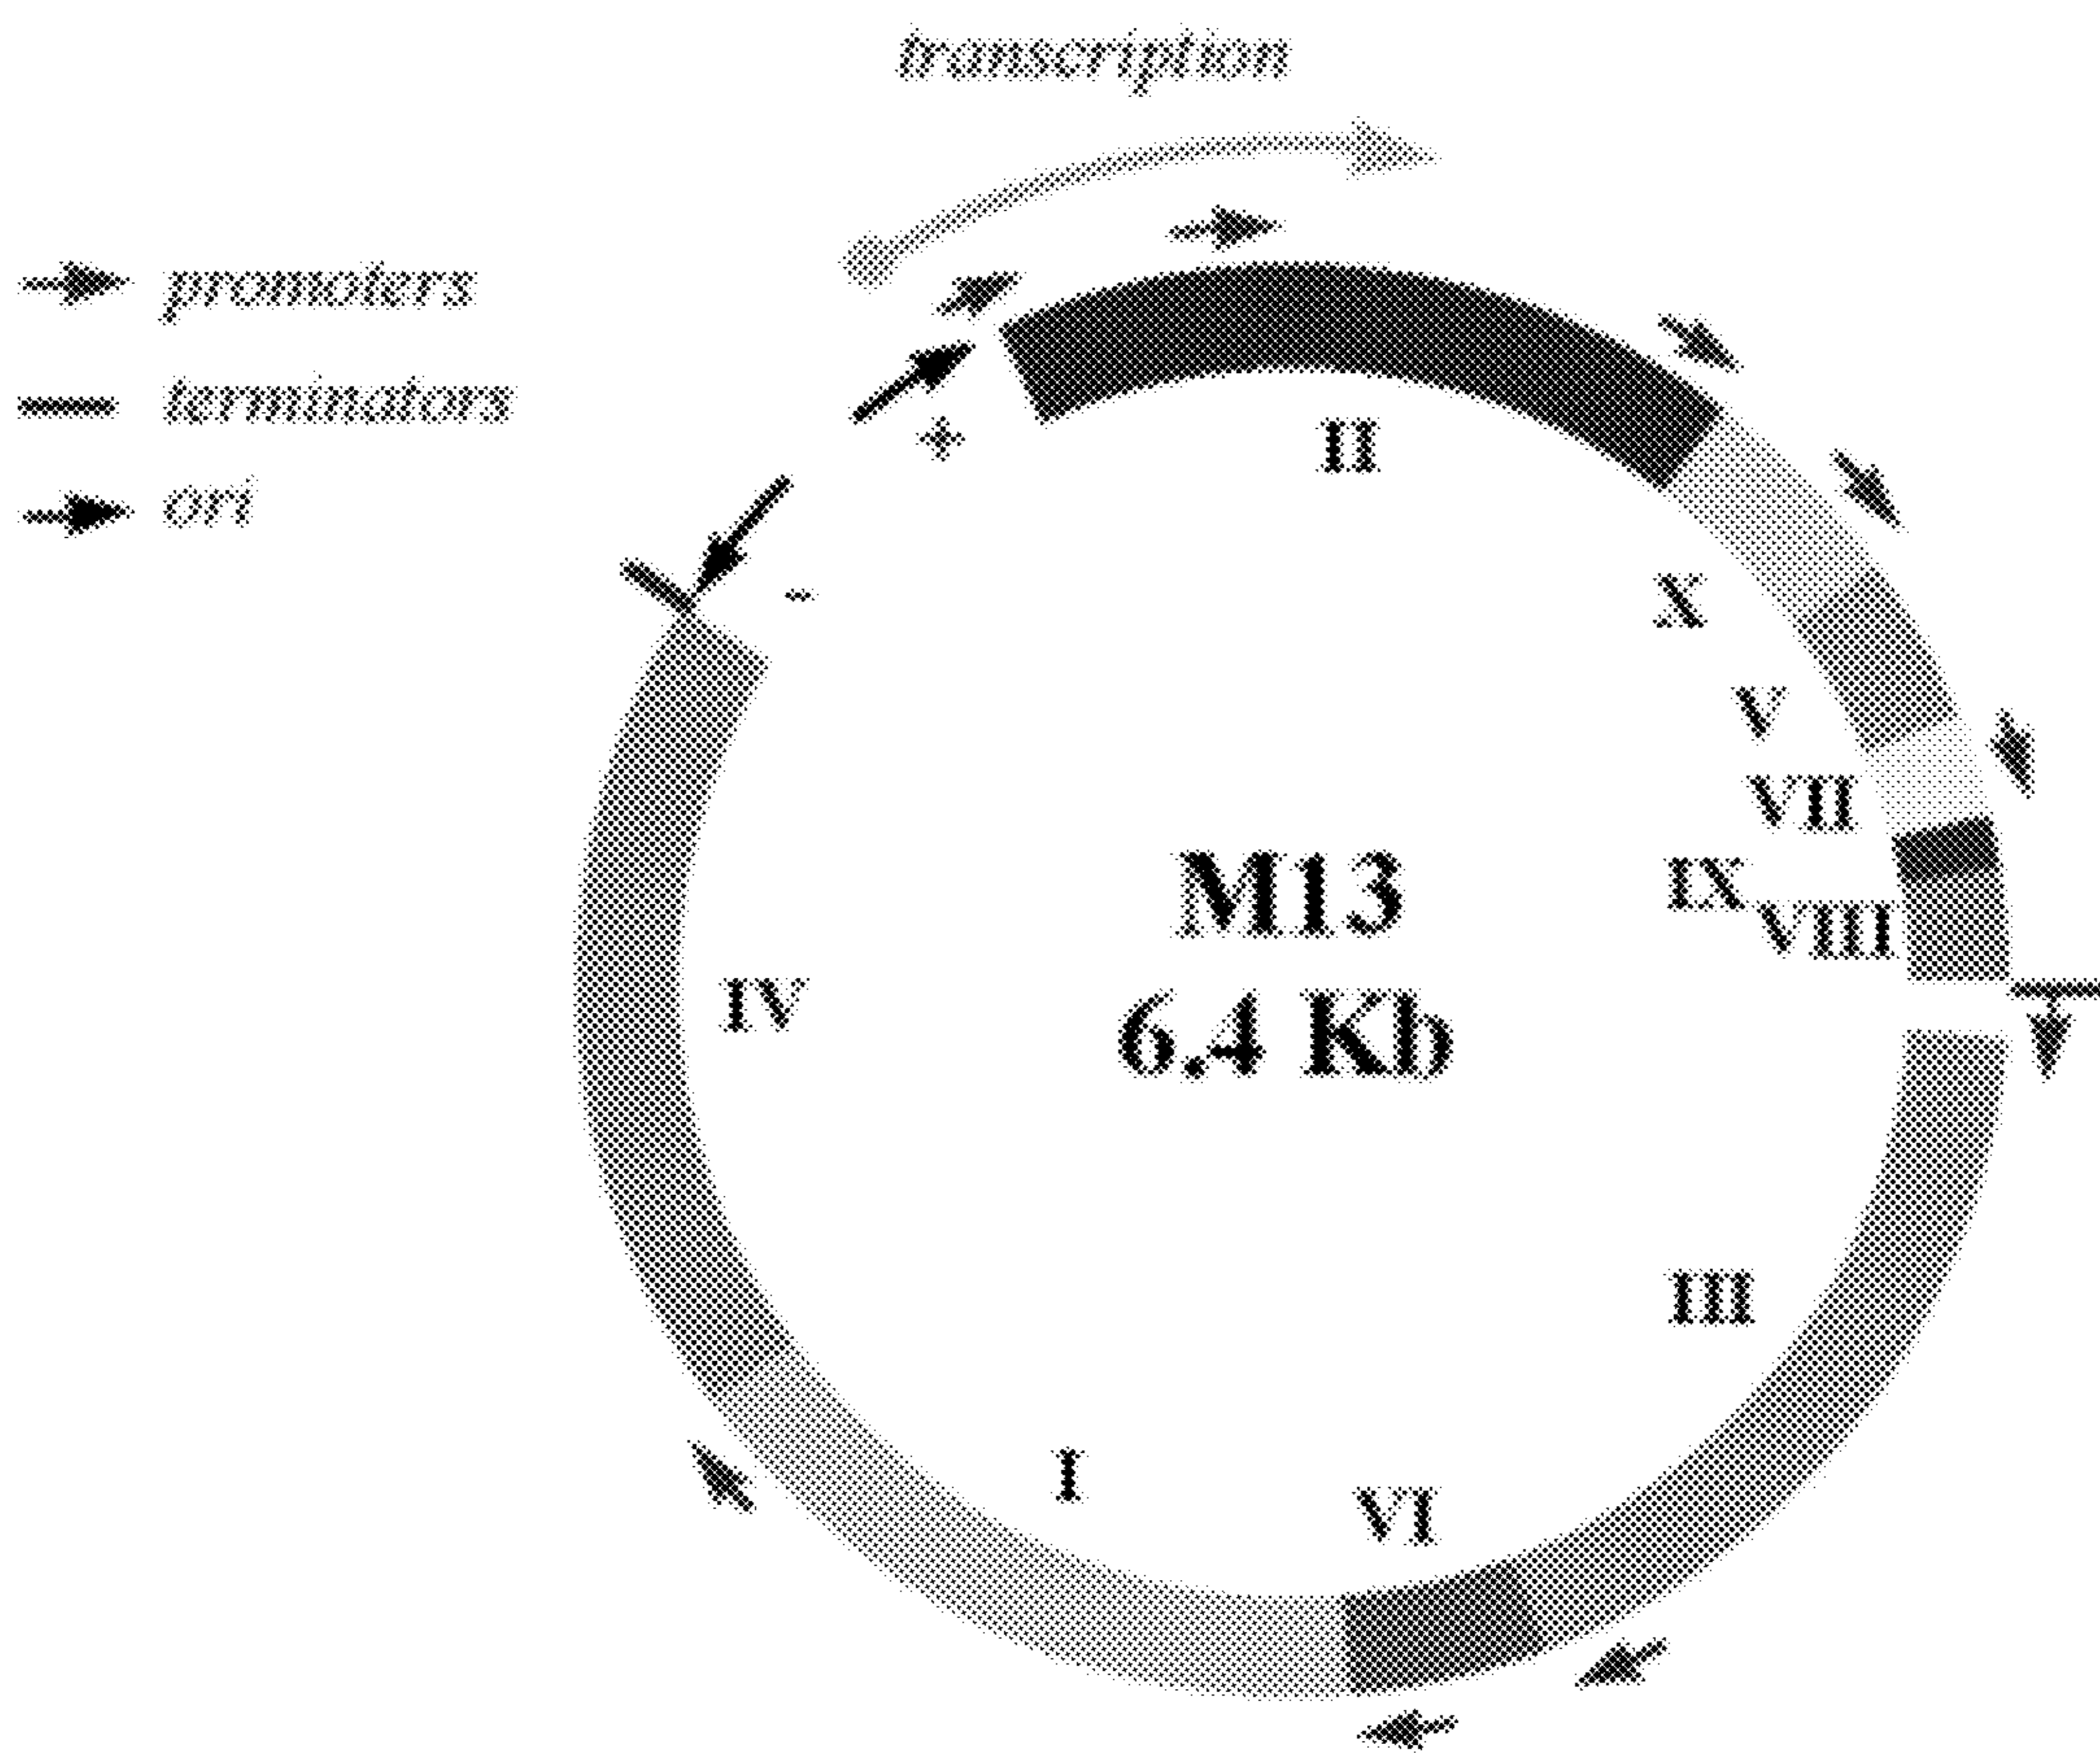 transcription
promoters
terminators
ori
+
-
II
X
V
VII
IX
VIII
M13
6.4 Kb
IV
III
I
VI